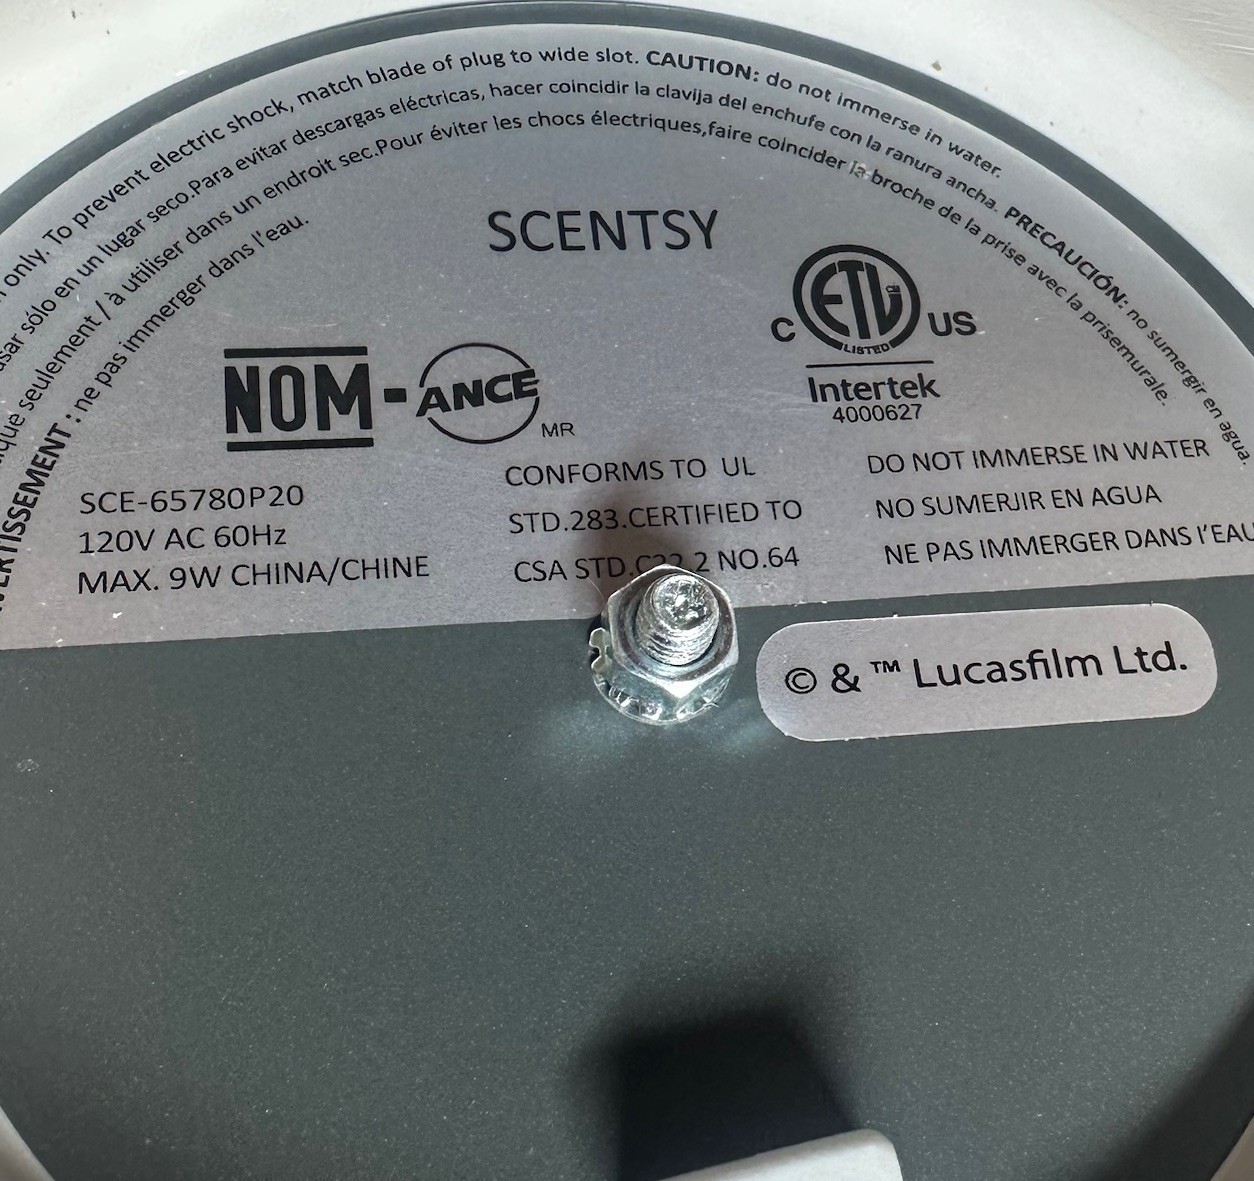 only. To prevent electric shock, match blade of plug to wide slot. CAUTION: do not immerse in water.
usar sólo en un lugar seco.Para evitar descargas eléctricas, hacer coincidir la clavija del enchufe con la ranura ancha. PRECAUCIÓN: no sumergir en agua.
seulement / à utiliser dans un endroit sec.Pour éviter les chocs électriques,faire coincider la broche de la prise avec la prisemurale.
: ne pas immerger dans l'eau.
SCENTSY
C ETL CM US
LISTED
Intertek
4000627
NOM-ANCE MR
SCE-65780P20
120V AC 60Hz
MAX. 9W CHINA/CHINE
CONFORMS TO UL
STD.283.CERTIFIED TO
CSA 2 NO.64
DO NOT IMMERSE IN WATER
NO SUMERJIR EN AGUA
NE PAS IMMERGER DANS l'EAU
© & ™ Lucasfilm Ltd.